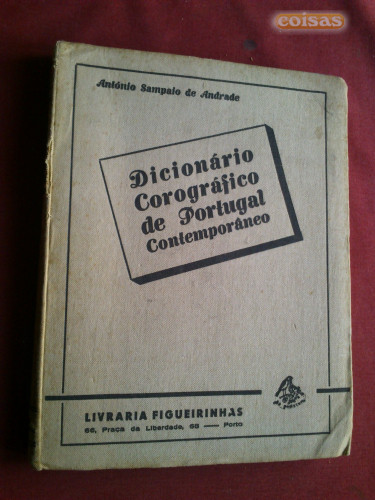 coisas
António Sampaio de Andrade
Dicionário
Corográfico
de Portugal
Contemporâneo
LIVRARIA FIGUEIRINHAS
66, Praça da Liberdade, 68 — Porto